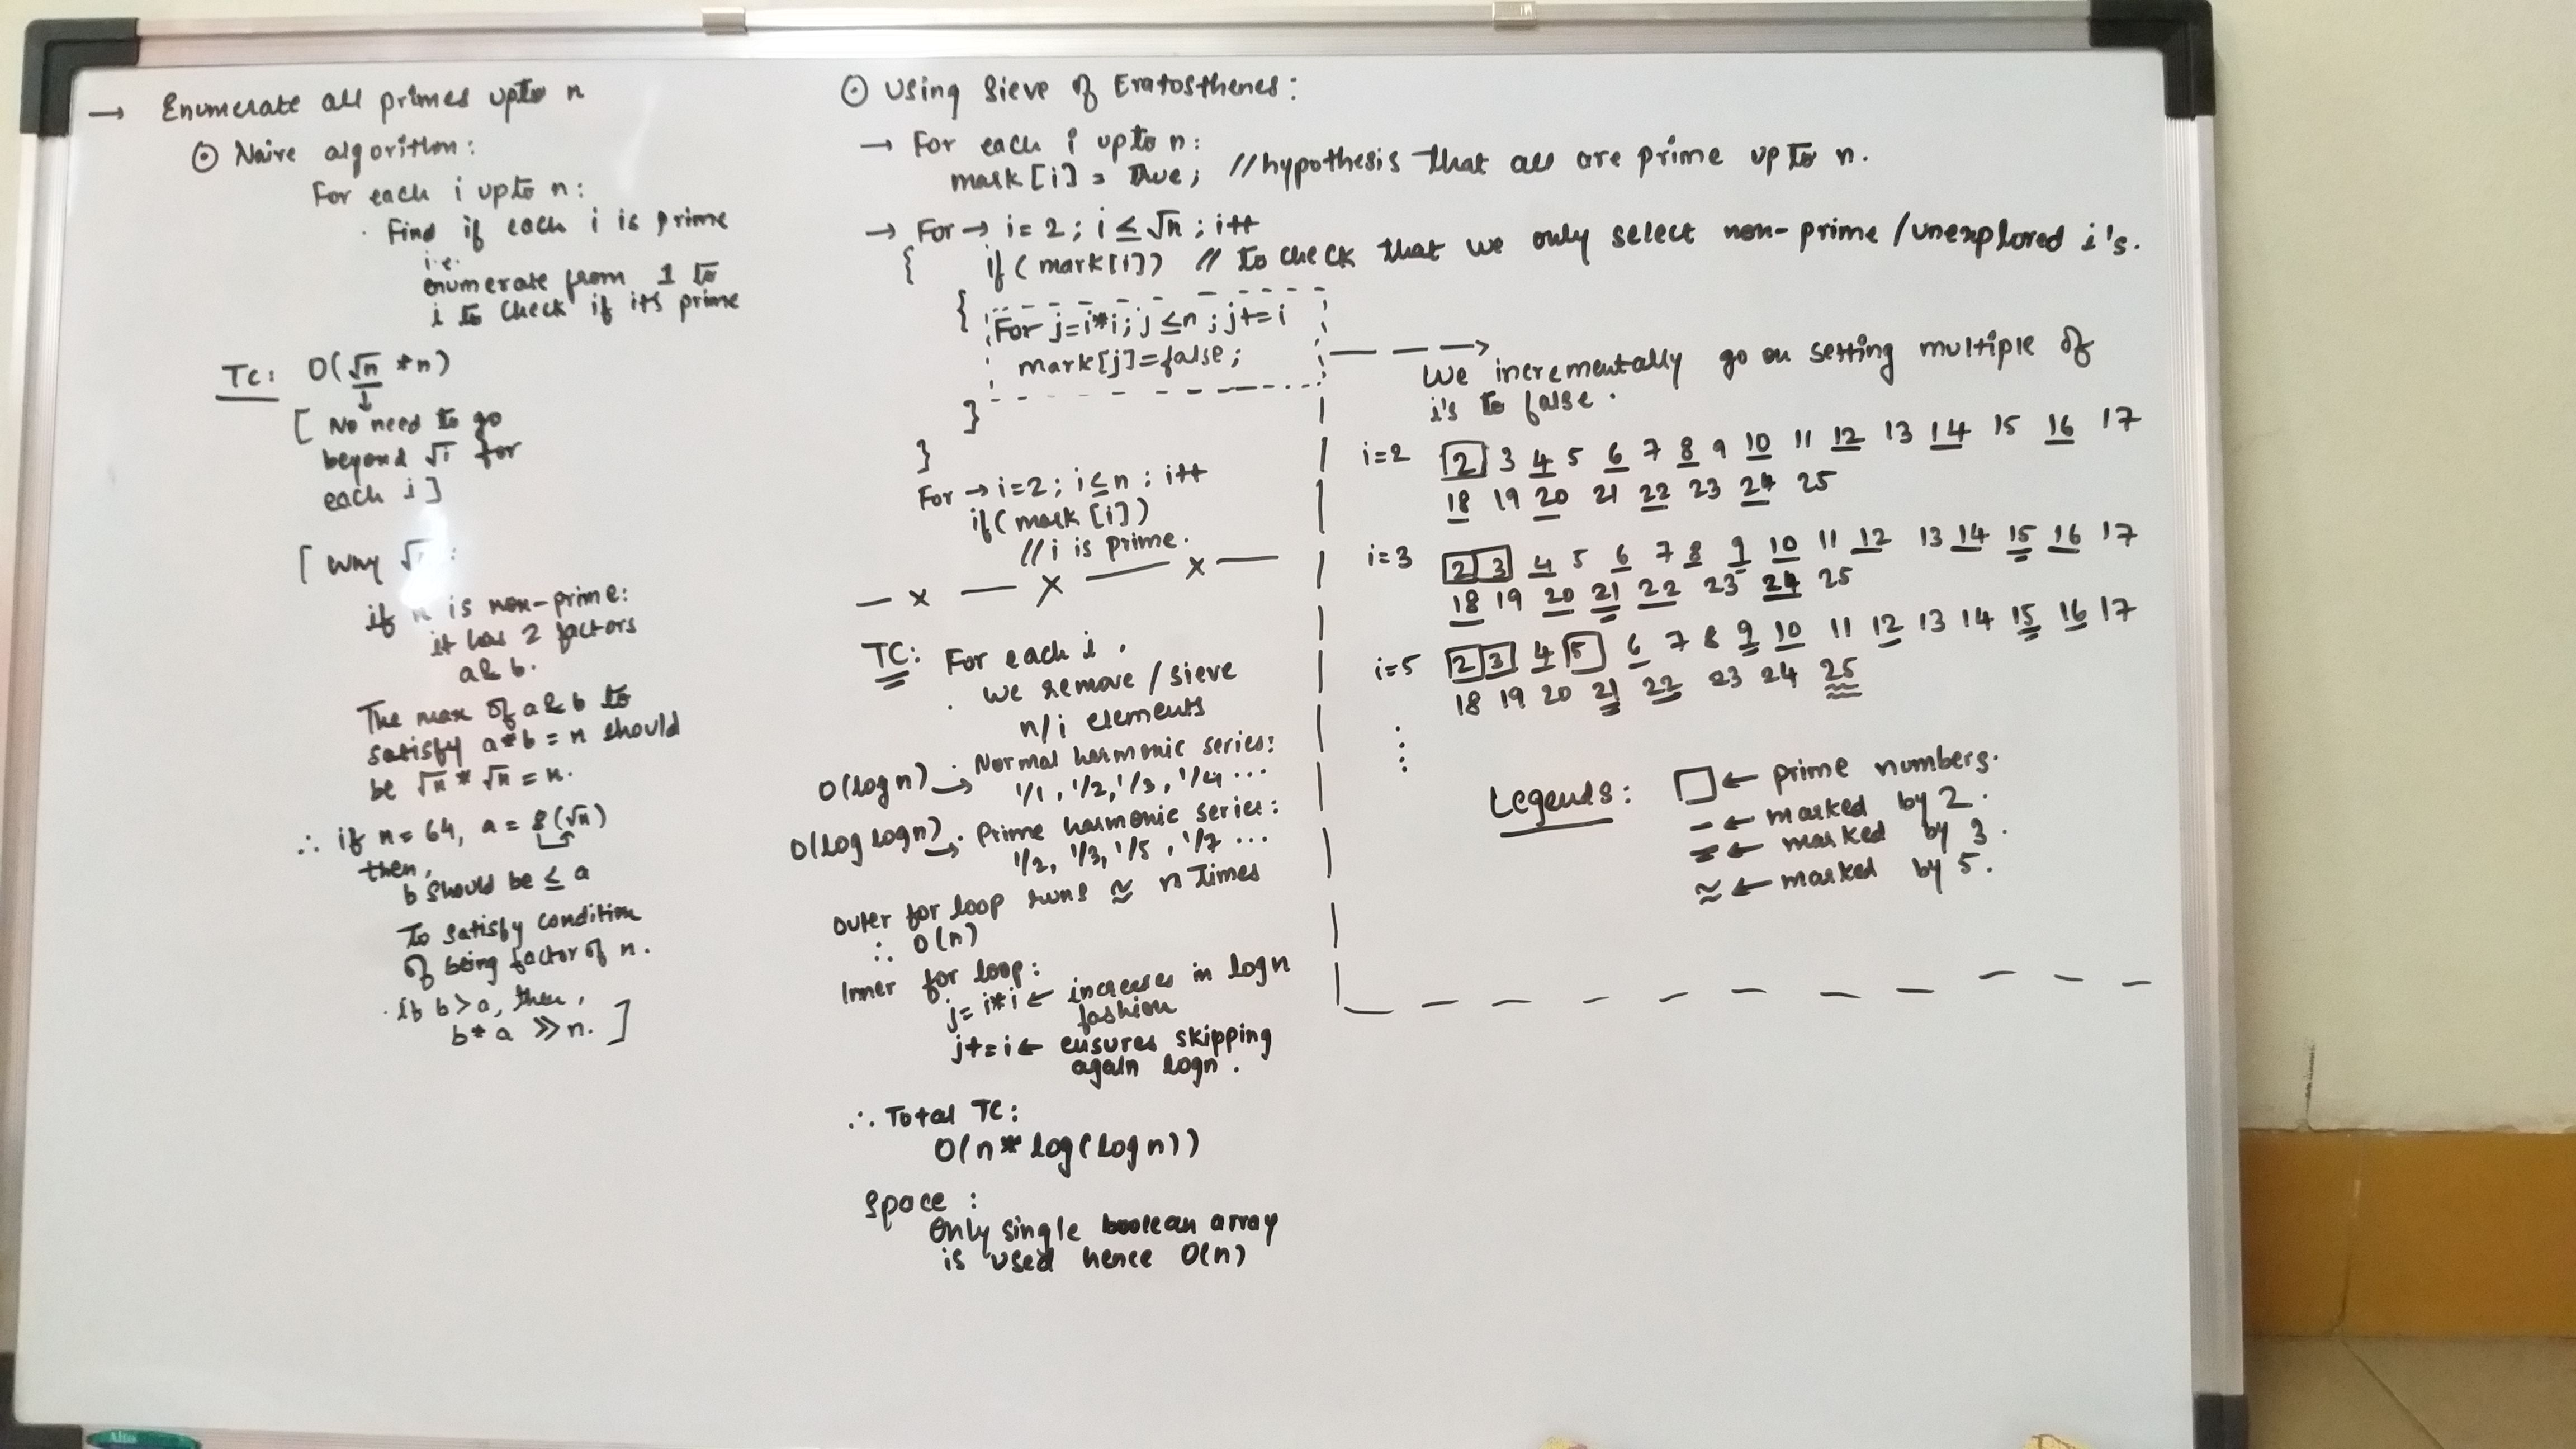 → Enumerate all primes upto n
⊙ Naive algorithm:
For each i upto n:
· Find if each i is prime
i.e.
enumerate from 1 to
i to check if its prime
TC: O(√n * n)
↓
[ No need to go
beyond √i for
each i ]
[ Why √ :
if n is non-prime:
it has 2 factors
a & b.
The max of a & b to
satisfy a*b = n should
be √n * √n = n.
∴ if n = 64, a = 8 (√n)
then,
b should be ≤ a
To satisfy condition
of being factor of n.
· If b > a, then,
b * a >> n. ]
⊙ Using Sieve of Eratosthenes:
→ For each i upto n:
mark[i] = true; //hypothesis that all are prime up to n.
→ For → i = 2; i ≤ √n ; i++
{ if ( mark[i]) // to check that we only select non-prime/unexplored i's.
{ For j=i*i; j ≤n ; j+=i
mark[j]=false;
}
}
For → i=2; i≤n ; i++
if( mark [i])
//i is prime.
— x — x — x —
TC: For each i,
we remove / sieve
n/i elements
O(log n) → · Normal harmonic series:
1/1, 1/2, 1/3, 1/4 ...
O(log log n) → · Prime harmonic series:
1/2, 1/3, 1/5, 1/7 ...
Outer for loop runs ≅ n times
∴ O(n)
Inner for loop:
j= i*i ← increases in logn
fashion
j+=i ← ensures skipping
again logn.
∴ Total TC:
O(n* log(log n))
Space :
Only single boolean array
is used hence O(n)
— — — →
We incrementally go on setting multiple of
i's to false.
i=2 2 3 4 5 6 7 8 9 10 11 12 13 14 15 16 17
18 19 20 21 22 23 24 25
i=3 2 3 4 5 6 7 8 9 10 11 12 13 14 15 16 17
18 19 20 21 22 23 24 25
i=5 2 3 4 5 6 7 8 9 10 11 12 13 14 15 16 17
18 19 20 21 22 23 24 25
⋮
Legends: □ ← prime numbers.
– ← marked by 2.
= ← marked by 3.
≈ ← marked by 5.
Alto